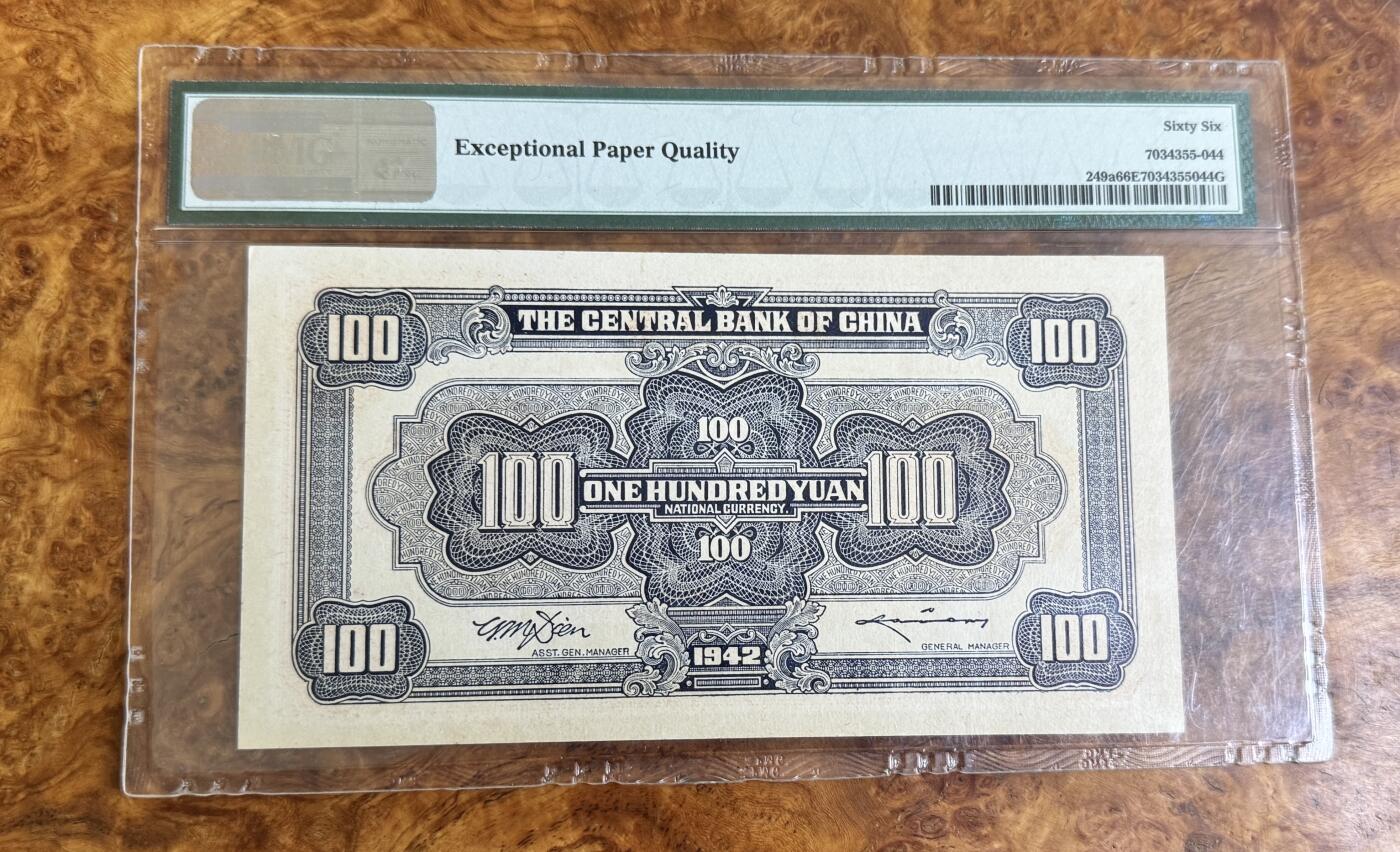 Exceptional Paper Quality
Sixty Six
7034355-044
249a66E7034355044G
THE CENTRAL BANK OF CHINA
100
100
100
100
100
ONE HUNDRED YUAN
NATIONAL CURRENCY.
100
ASST. GEN. MANAGER
GENERAL MANAGER
100
1942
100